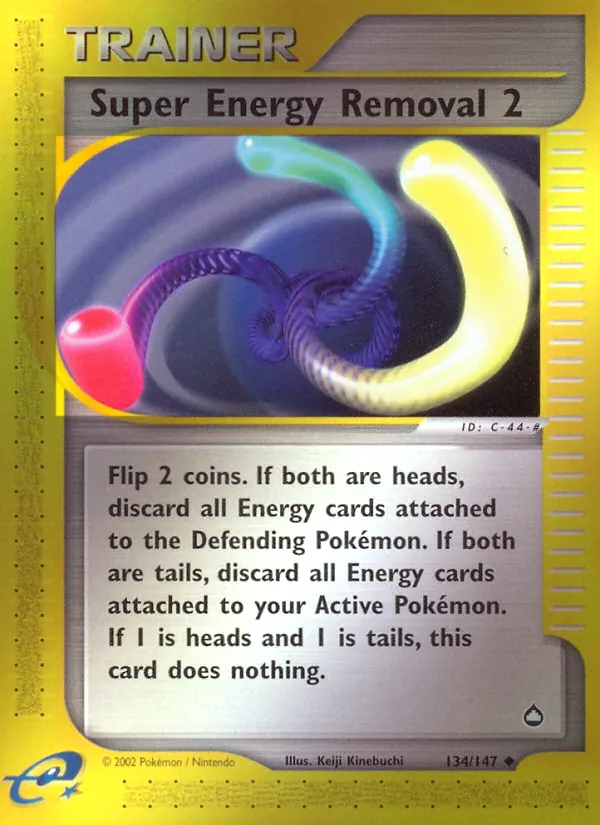 TRAINER
Super Energy Removal 2
ID: C-44-#
Flip 2 coins. If both are heads,
discard all Energy cards attached
to the Defending Pokémon. If both
are tails, discard all Energy cards
attached to your Active Pokémon.
If 1 is heads and 1 is tails, this
card does nothing.
© 2002 Pokémon / Nintendo
Illus. Keiji Kinebuchi
134/147 ◆
e